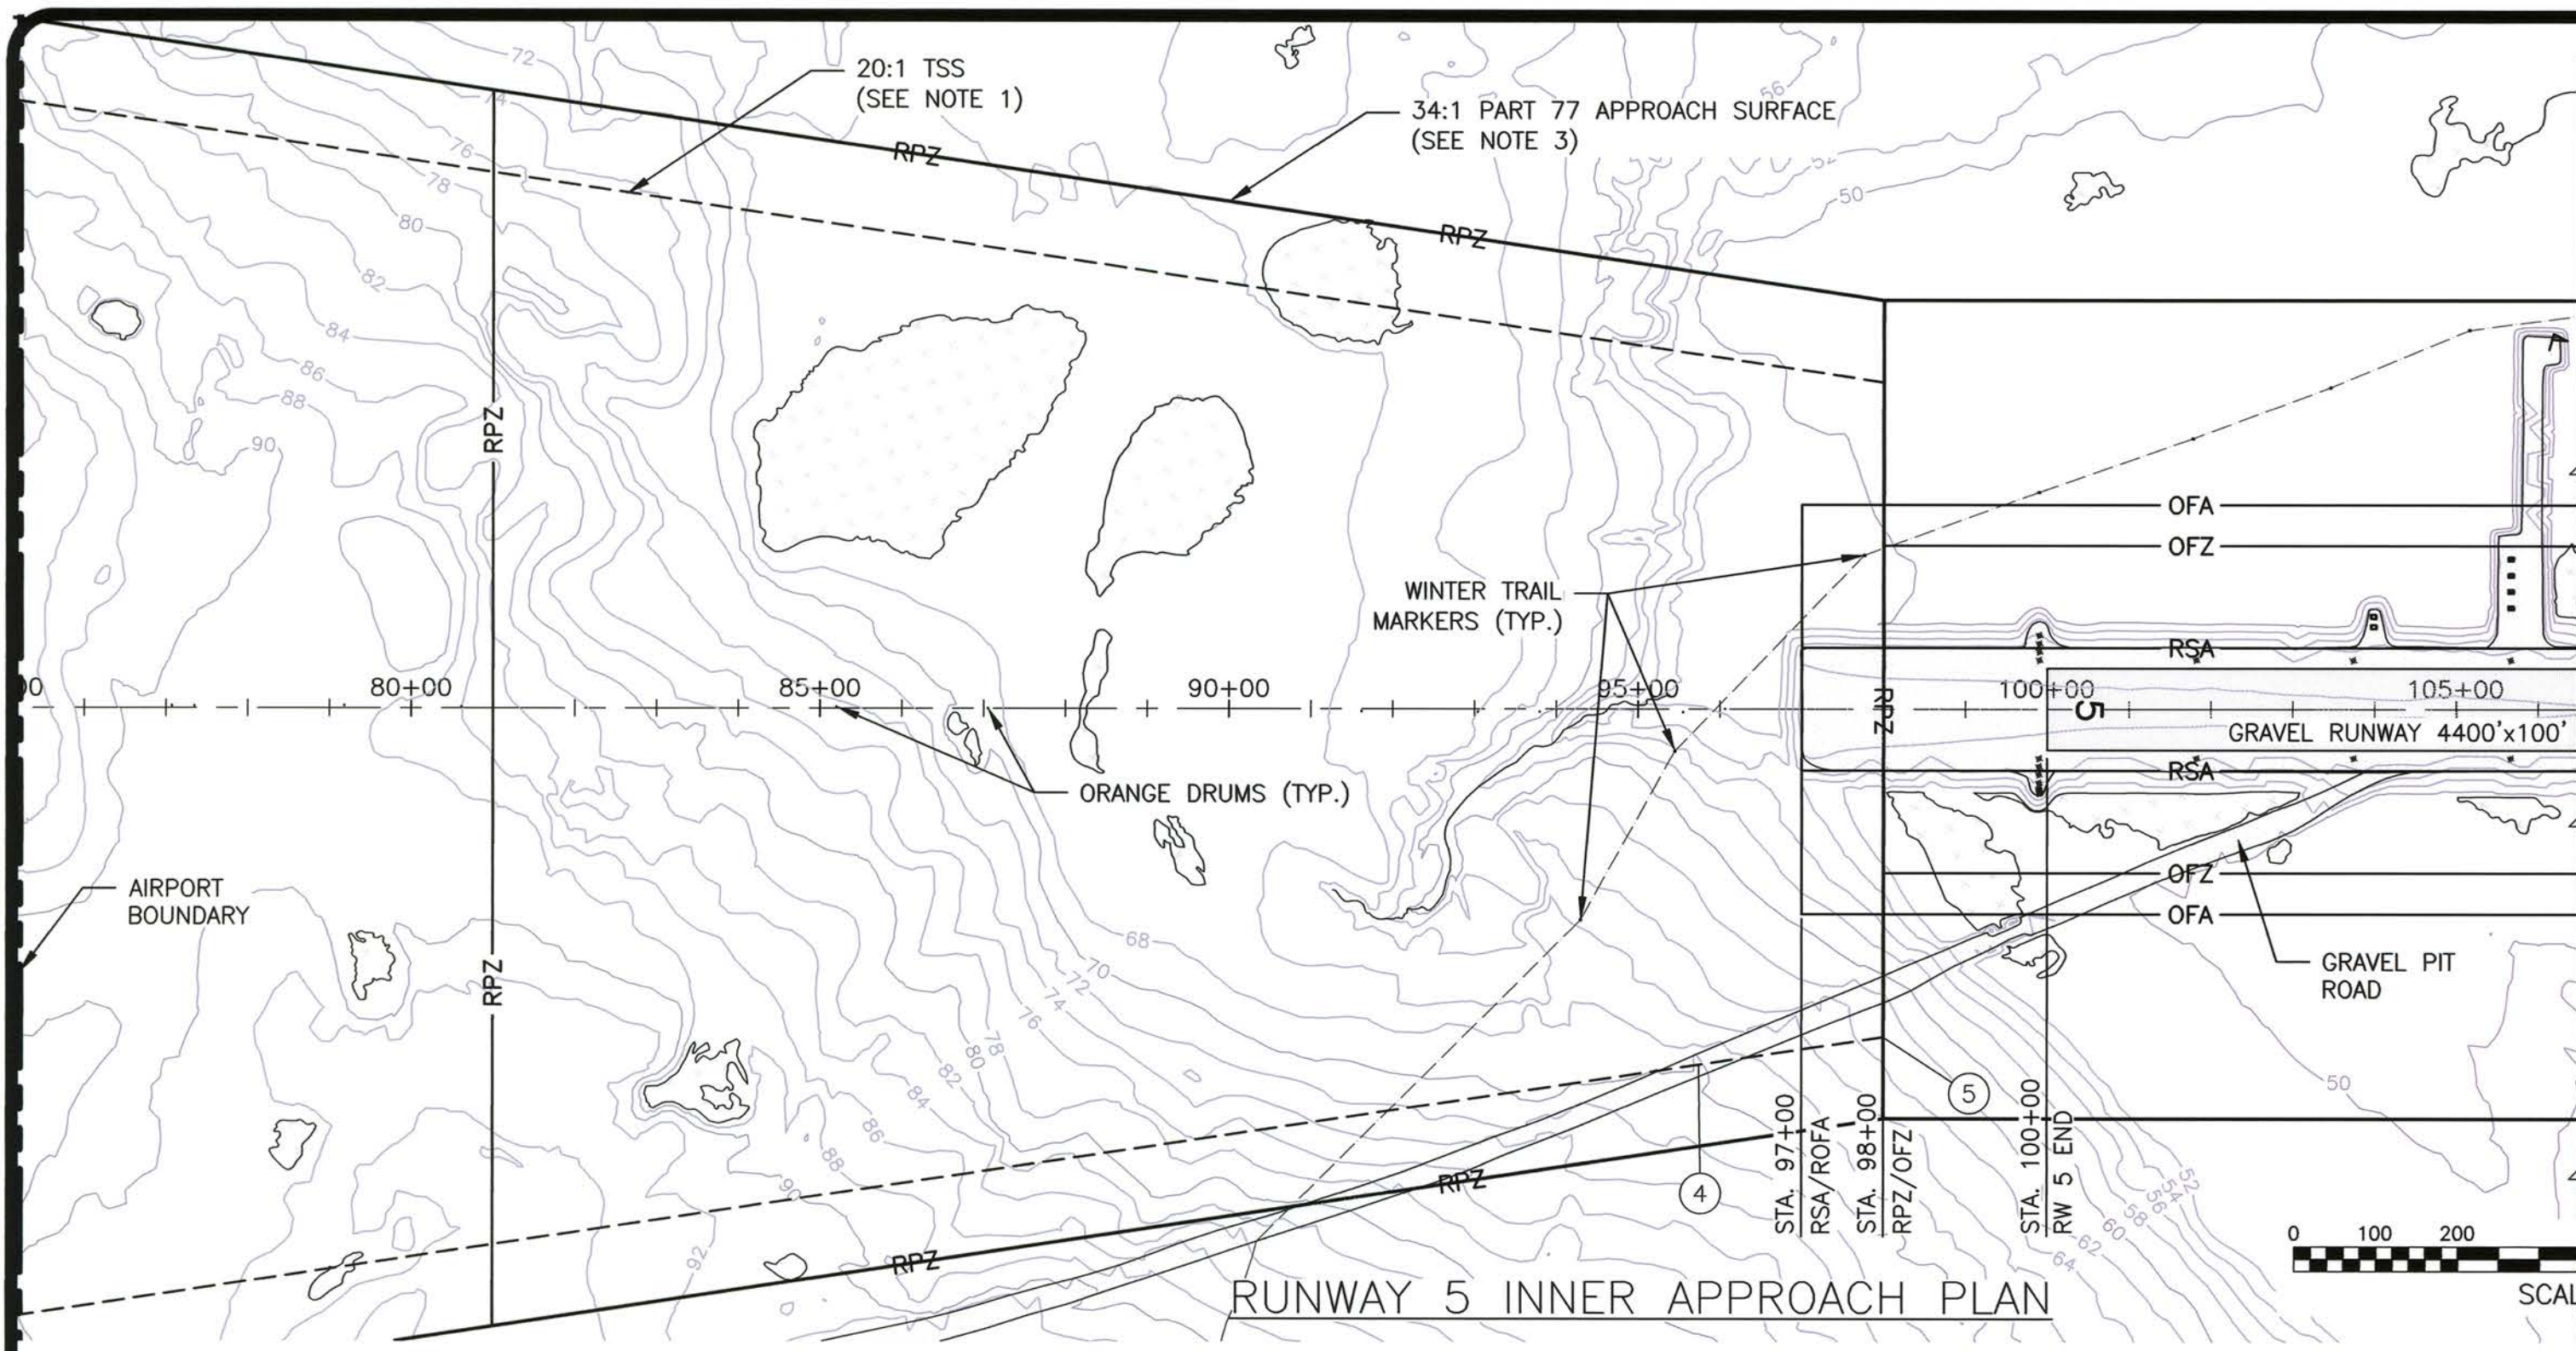 72
74
76
78
80
82
84
86
88
90
20:1 TSS
(SEE NOTE 1)
34:1 PART 77 APPROACH SURFACE
(SEE NOTE 3)
56
52
50
RPZ
RPZ
RPZ
OFA
OFZ
WINTER TRAIL
MARKERS (TYP.)
RSA
00
80+00
85+00
90+00
95+00
RPZ
100+00
105+00
5
GRAVEL RUNWAY 4400'x100'
RSA
ORANGE DRUMS (TYP.)
AIRPORT
BOUNDARY
OFZ
OFA
68
70
72
74
76
78
80
82
84
86
88
90
92
RPZ
GRAVEL PIT
ROAD
50
5
4
RPZ
RPZ
STA. 97+00
RSA/ROFA
STA. 98+00
RPZ/OFZ
STA. 100+00
RW 5 END
52
54
56
58
60
62
64
0 100 200
SCAL
RUNWAY 5 INNER APPROACH PLAN